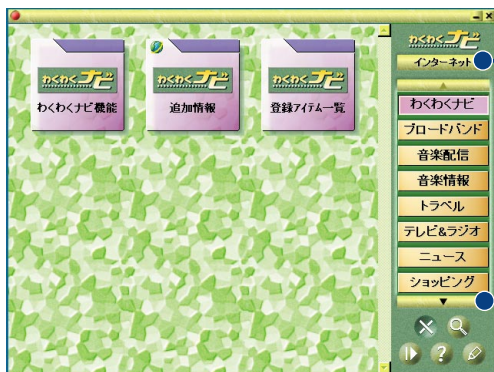 わくわくナビ
わくわくナビ機能
わくわくナビ
追加情報
わくわくナビ
登録アイテム一覧
わくわくナビ
インターネット
わくわくナビ
ブロードバンド
音楽配信
音楽情報
トラベル
テレビ&ラジオ
ニュース
ショッピング
?